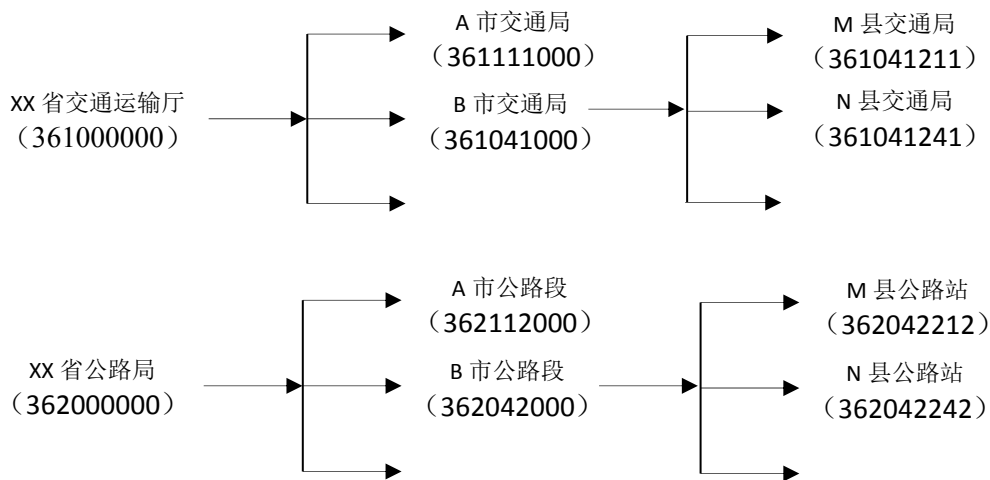 A 市交通局
（361111000）
M 县交通局
（361041211）
XX 省交通运输厅
（361000000）
B 市交通局
（361041000）
N 县交通局
（361041241）
A 市公路段
（362112000）
M 县公路站
（362042212）
XX 省公路局
（362000000）
B 市公路段
（362042000）
N 县公路站
（362042242）